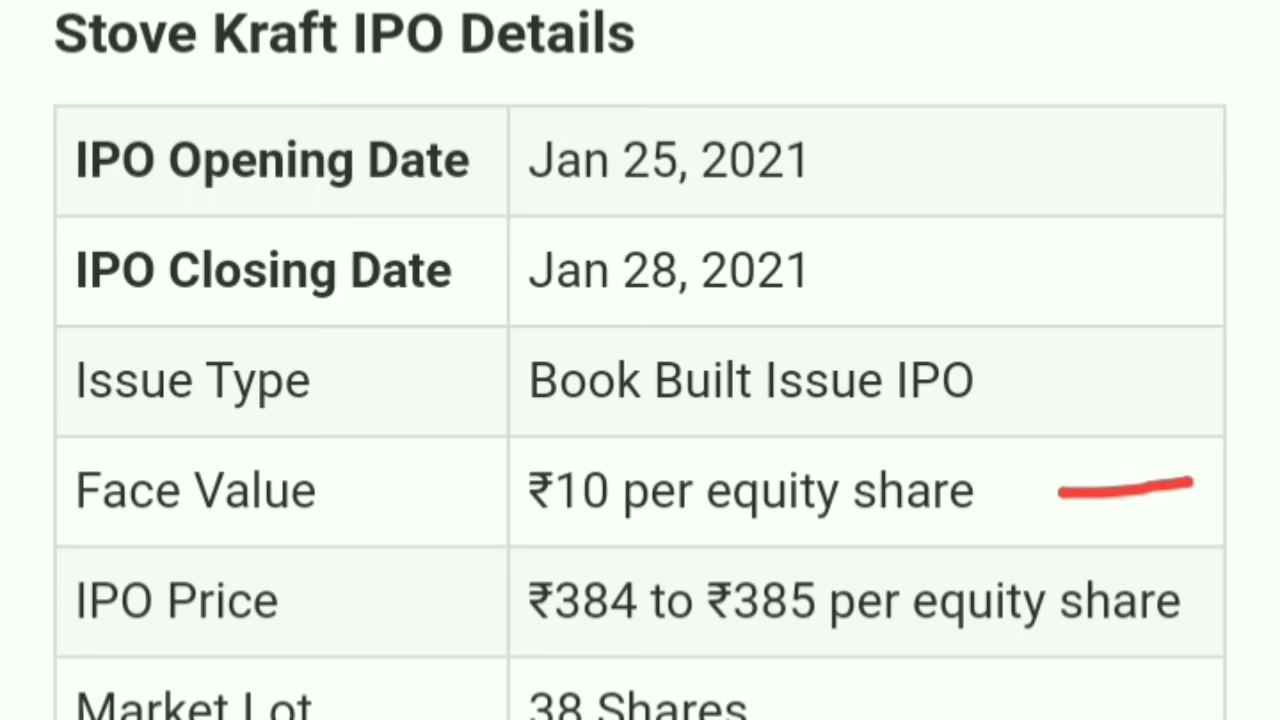 Stove Kraft IPO Details
IPO Opening Date Jan 25, 2021
IPO Closing Date Jan 28, 2021
Issue Type Book Built Issue IPO
Face Value ₹10 per equity share
IPO Price ₹384 to ₹385 per equity share
Market Lot 38 Shares